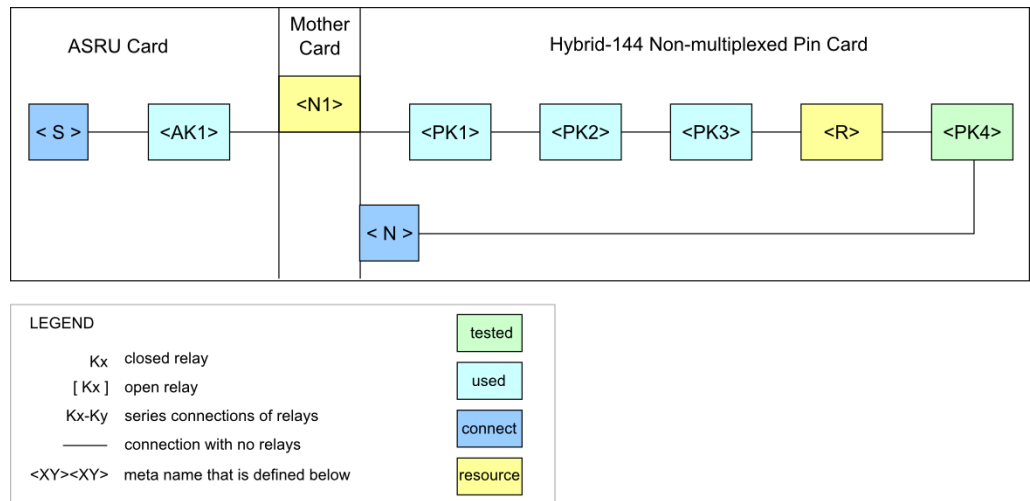 ASRU Card
Mother
Card
Hybrid-144 Non-multiplexed Pin Card
< S >
<AK1>
<N1>
<PK1>
<PK2>
<PK3>
<R>
<PK4>
< N >
LEGEND
Kx closed relay
[ Kx ] open relay
Kx-Ky series connections of relays
connection with no relays
<XY><XY> meta name that is defined below
tested
used
connect
resource